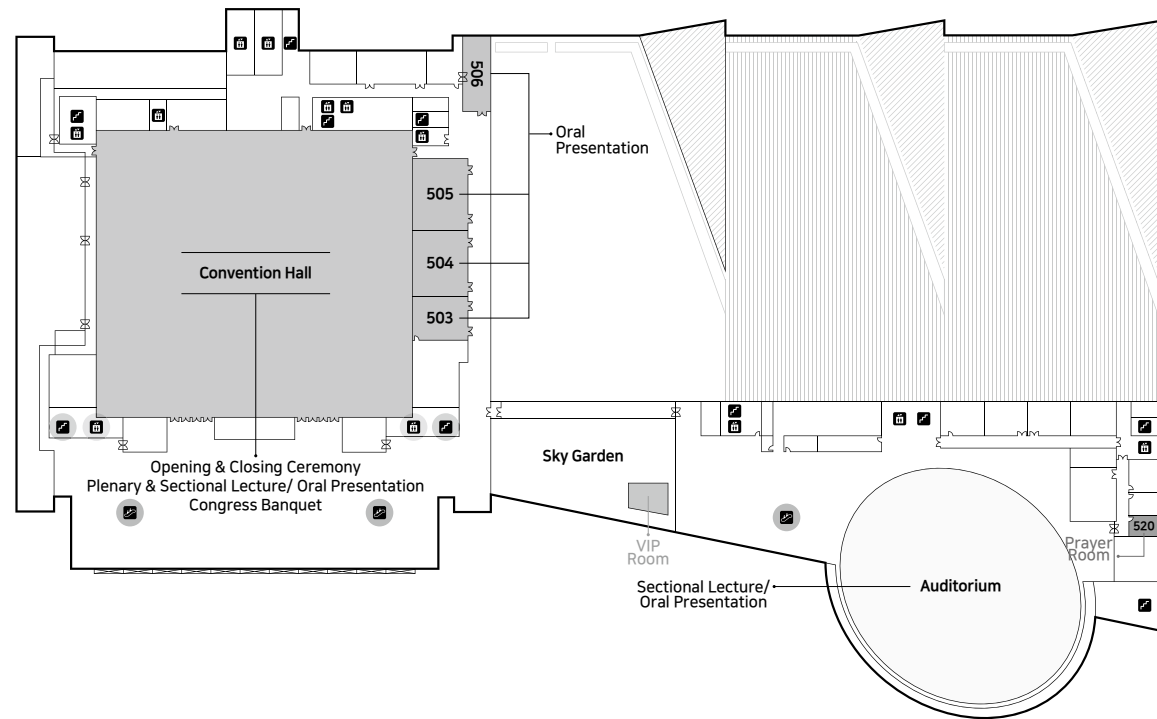 506
Oral
Presentation
505
504
503
Convention Hall
Opening & Closing Ceremony
Plenary & Sectional Lecture/ Oral Presentation
Congress Banquet
Sky Garden
VIP
Room
Sectional Lecture/
Oral Presentation
Auditorium
520
Prayer
Room